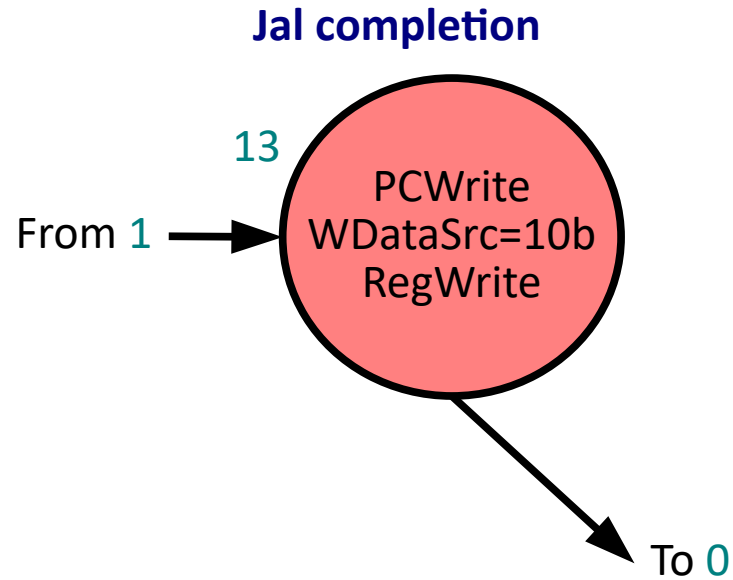 Jal completion
13
PCWrite
From 1
WDataSrc=10b
RegWrite
To 0